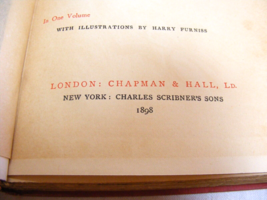 In One Volume
WITH ILLUSTRATIONS BY HARRY FURNISS
LONDON: CHAPMAN & HALL, LD.
NEW YORK: CHARLES SCRIBNER'S SONS
1898